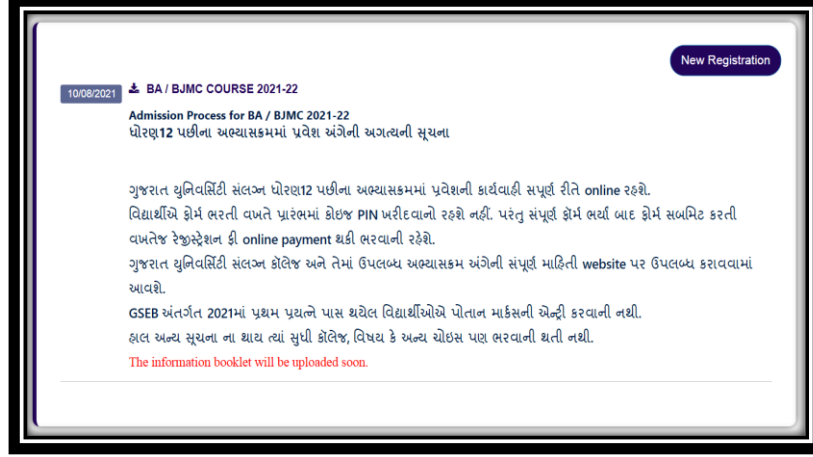 New Registration
10/08/2021 BA / BJMC COURSE 2021-22
Admission Process for BA / BJMC 2021-22
ધોરણ12 પછીના અભ્યાસક્રમમાં પ્રવેશ અંગેની અગત્યની સૂચના
ગુજરાત યુનિવર્સિટી સંલગ્ન ધોરણ12 પછીના અભ્યાસક્રમમાં પ્રવેશની કાર્યવાહી સપૂર્ણ રીતે online રહશે.
વિદ્યાર્થીએ ફોર્મ ભરતી વખતે પ્રારંભમાં કોઇજ PIN ખરીદવાનો રહશે નહીં. પરંતુ સંપૂર્ણ ફૉર્મ ભર્યા બાદ ફોર્મ સબમિટ કરતી
વખતેજ રેજીસ્ટ્રેશન ફી online payment થકી ભરવાની રહેશે.
ગુજરાત યુનિવર્સિટી સંલગ્ન કૉલેજ અને તેમાં ઉપલબ્ધ અભ્યાસક્રમ અંગેની સંપૂર્ણ માહિતી website પર ઉપલબ્ધ કરાવવામાં
આવશે.
GSEB અંતર્ગત 2021માં પ્રથમ પ્રયત્ને પાસ થયેલ વિદ્યાર્થીઓએ પોતાન માર્કસની એન્ટ્રી કરવાની નથી.
હાલ અન્ય સૂચના ના થાય ત્યાં સુધી કૉલેજ, વિષય કે અન્ય ચોઇસ પણ ભરવાની થતી નથી.
The information booklet will be uploaded soon.